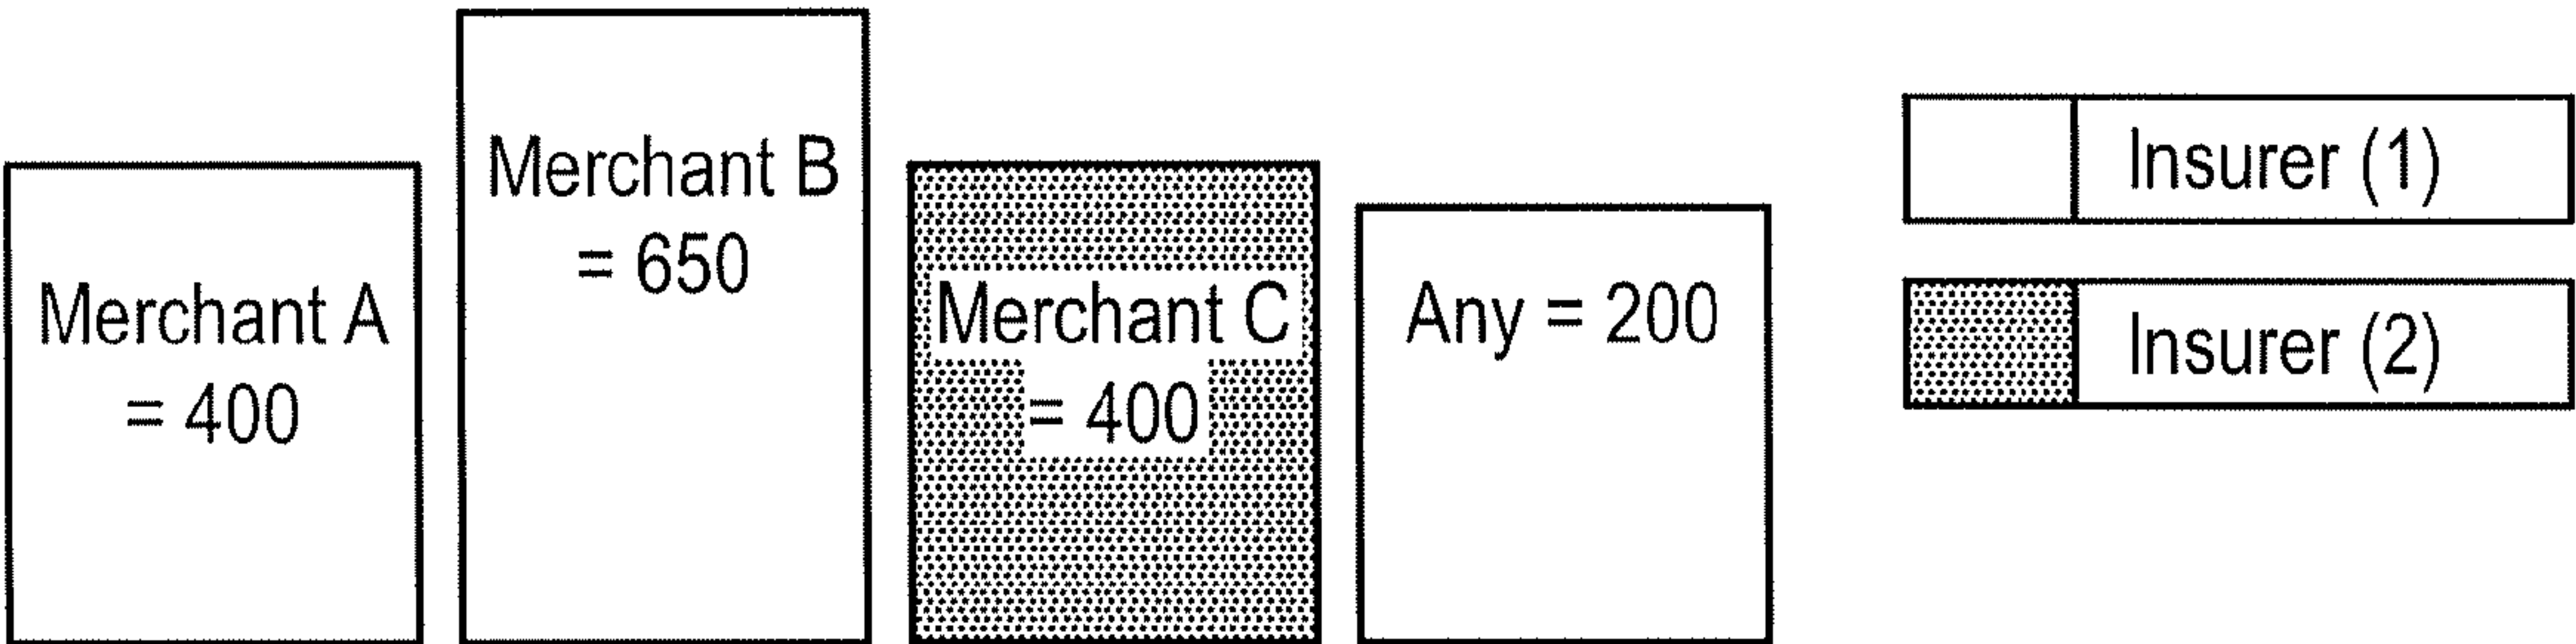 Merchant A
= 400
Merchant B
= 650
Merchant C
= 400
Any = 200
Insurer (1)
Insurer (2)